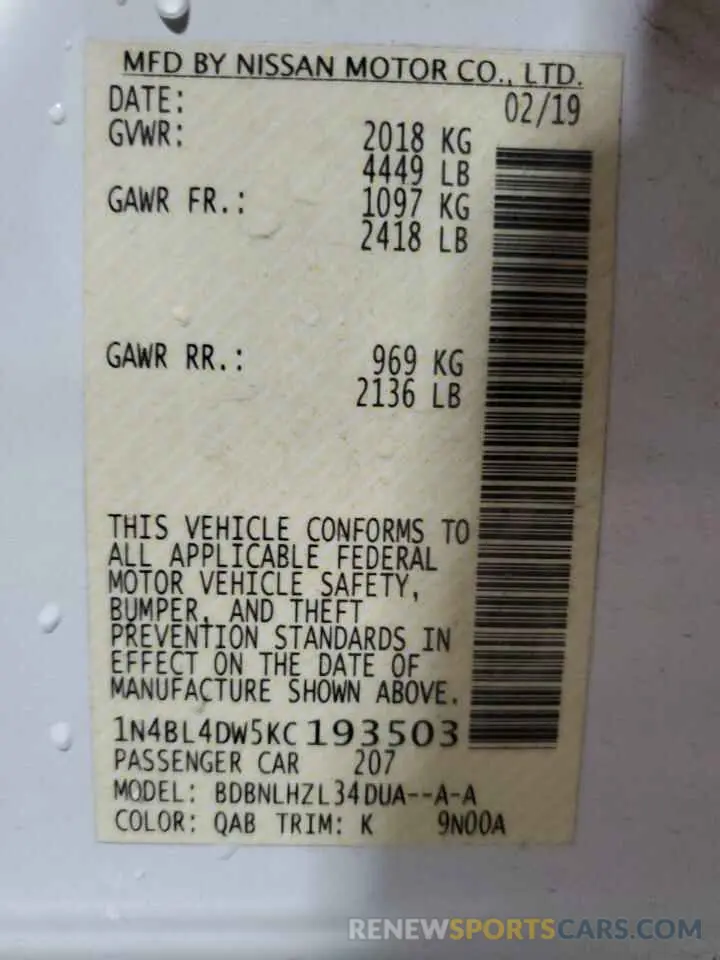 MFD BY NISSAN MOTOR CO., LTD.
DATE: 02/19
GVWR: 2018 KG
4449 LB
GAWR FR.: 1097 KG
2418 LB
GAWR RR.: 969 KG
2136 LB
THIS VEHICLE CONFORMS TO
ALL APPLICABLE FEDERAL
MOTOR VEHICLE SAFETY,
BUMPER, AND THEFT
PREVENTION STANDARDS IN
EFFECT ON THE DATE OF
MANUFACTURE SHOWN ABOVE.
1N4BL4DW5KC193503
PASSENGER CAR 207
MODEL: BDBNLHZL34DUA--A-A
COLOR: QAB TRIM: K 9N00A
RENEWSPORTSCARS.COM